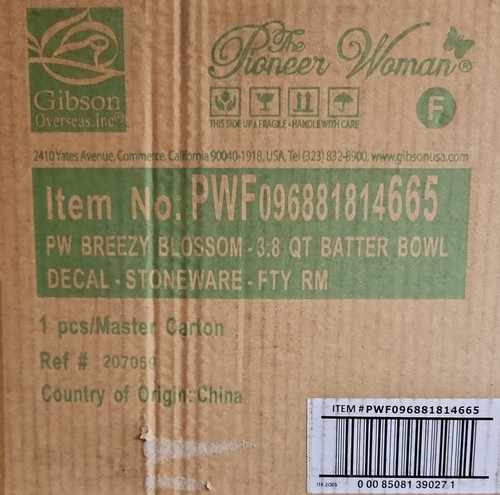 Gibson
Overseas,Inc®
The
Pioneer Woman®
THIS SIDE UP & FRAGILE - HANDLE WITH CARE
F
2410 Yates Avenue, Commerce, California 90040-1918, USA, Tel (323) 832-8900, www.gibsonusa.com
Item No: PWF096881814665
PW BREEZY BLOSSOM - 3.8 QT BATTER BOWL
DECAL - STONEWARE - FTY RM
1 pcs/Master Carton
Ref # 207059
Country of Origin: China
ITEM # PWF096881814665
0 00 85081 39027 1